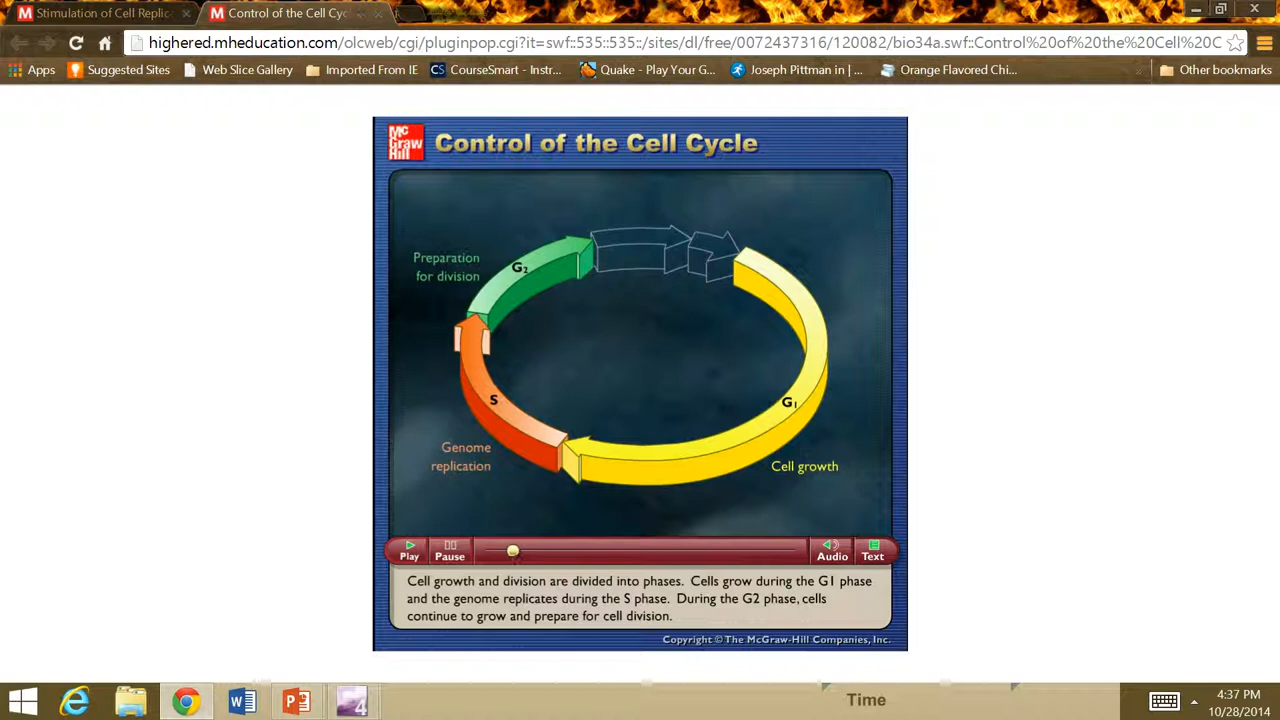 Stimulation of Cell Replic
Control of the Cell Cyc
highered.mheducation.com/olcweb/cgi/pluginpop.cgi?it=swf::535::535::/sites/dl/free/0072437316/120082/bio34a.swf::Control%20of%20the%20Cell%20C
Apps
Suggested Sites
Web Slice Gallery
Imported From IE
CourseSmart - Instr...
Quake - Play Your G...
Joseph Pittman in | ...
Orange Flavored Chi...
Other bookmarks
Mc Graw Hill
Control of the Cell Cycle
Preparation
for division
G2
S
G1
Genome
replication
Cell growth
Play
Pause
Audio
Text
Cell growth and division are divided into phases. Cells grow during the G1 phase
and the genome replicates during the S phase. During the G2 phase, cells
continue to grow and prepare for cell division.
Copyright © The McGraw-Hill Companies, Inc.
Time
4:37 PM
10/28/2014